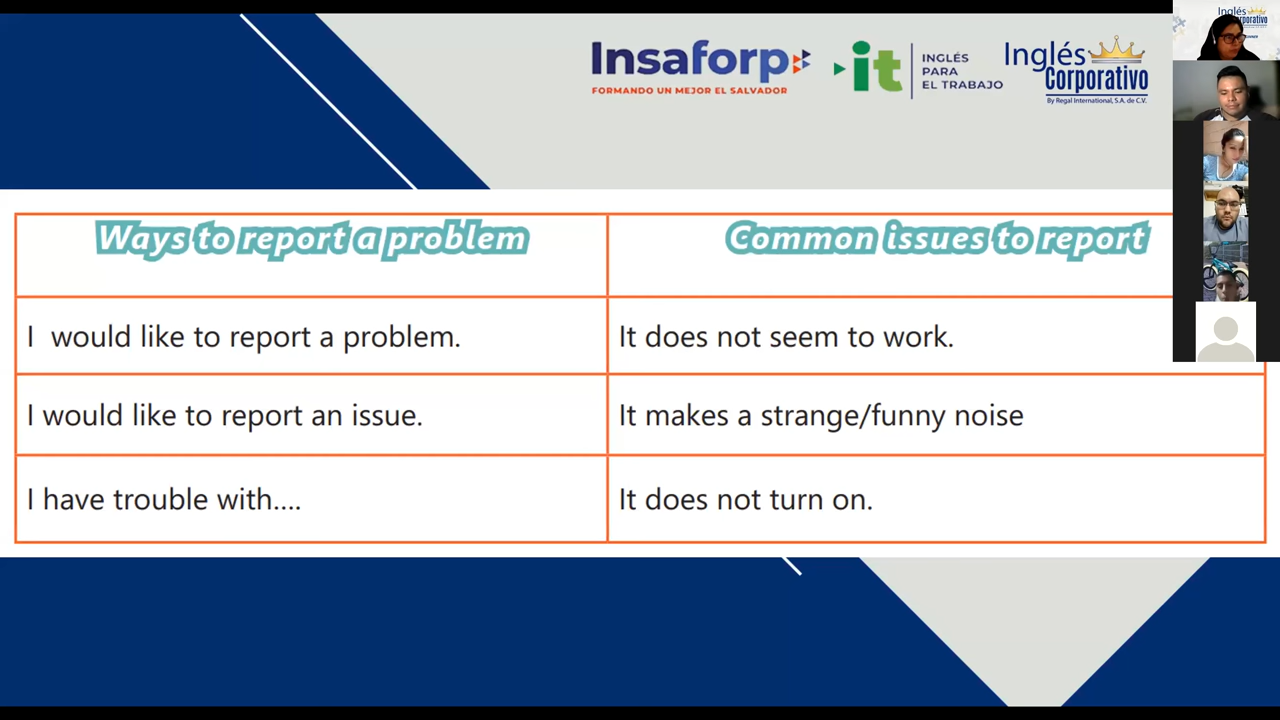 Insaforp
FORMANDO UN MEJOR EL SALVADOR
it
INGLÉS
PARA
EL TRABAJO
Inglés
Corporativo
By Regal International, S.A. de C.V.
Inglés
Ways to report a problem
Common issues to report
I would like to report a problem.
It does not seem to work.
I would like to report an issue.
It makes a strange/funny noise
I have trouble with....
It does not turn on.